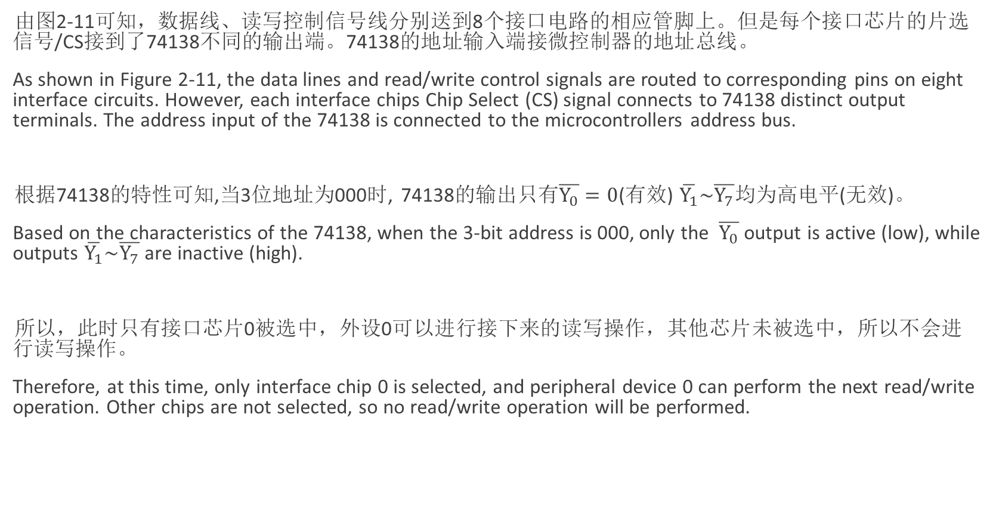 由图2-11可知，数据线、读写控制信号线分别送到8个接口电路的相应管脚上。但是每个接口芯片的片选
信号/CS接到了74138不同的输出端。74138的地址输入端接微控制器的地址总线。
As shown in Figure 2-11, the data lines and read/write control signals are routed to corresponding pins on eight
interface circuits. However, each interface chips Chip Select (CS) signal connects to 74138 distinct output
terminals. The address input of the 74138 is connected to the microcontrollers address bus.
根据74138的特性可知,当3位地址为000时, 74138的输出只有$\overline{Y_0}$ = 0(有效) $\overline{Y}_1$~$\overline{Y_7}$均为高电平(无效)。
Based on the characteristics of the 74138, when the 3-bit address is 000, only the $\overline{Y_0}$ output is active (low), while
outputs $\overline{Y}_1$~$\overline{Y_7}$ are inactive (high).
所以，此时只有接口芯片0被选中，外设0可以进行接下来的读写操作，其他芯片未被选中，所以不会进
行读写操作。
Therefore, at this time, only interface chip 0 is selected, and peripheral device 0 can perform the next read/write
operation. Other chips are not selected, so no read/write operation will be performed.